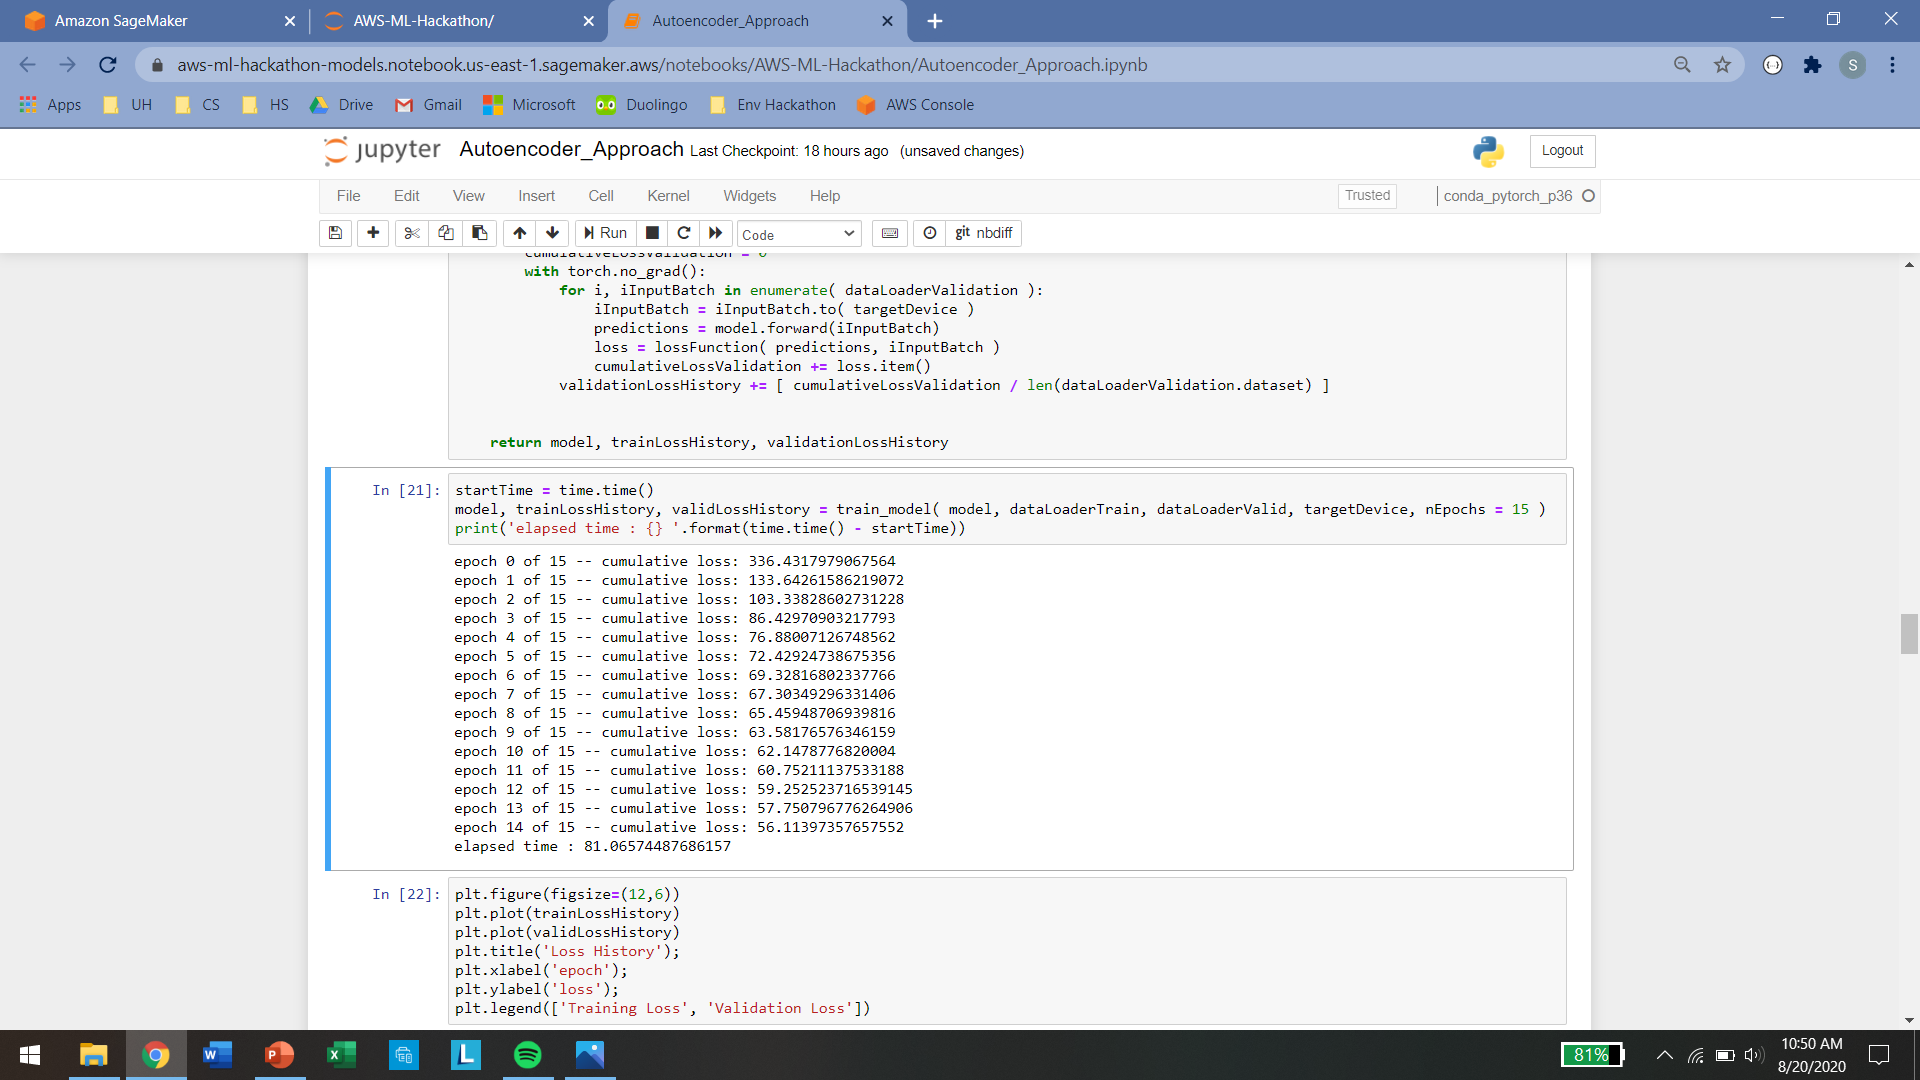 Amazon SageMaker
AWS-ML-Hackathon/
Autoencoder_Approach
aws-ml-hackathon-models.notebook.us-east-1.sagemaker.aws/notebooks/AWS-ML-Hackathon/Autoencoder_Approach.ipynb
S
Apps UH CS HS Drive Gmail Microsoft Duolingo Env Hackathon AWS Console
jupyter Autoencoder_Approach Last Checkpoint: 18 hours ago (unsaved changes)
Logout
File Edit View Insert Cell Kernel Widgets Help
Trusted
conda_pytorch_p36
Run
Code
git nbdiff
cumulativeLossValidation = 0
with torch.no_grad():
for i, iInputBatch in enumerate( dataLoaderValidation ):
iInputBatch = iInputBatch.to( targetDevice )
predictions = model.forward(iInputBatch)
loss = lossFunction( predictions, iInputBatch )
cumulativeLossValidation += loss.item()
validationLossHistory += [ cumulativeLossValidation / len(dataLoaderValidation.dataset) ]
return model, trainLossHistory, validationLossHistory
In [21]:
startTime = time.time()
model, trainLossHistory, validLossHistory = train_model( model, dataLoaderTrain, dataLoaderValid, targetDevice, nEpochs = 15 )
print('elapsed time : {} '.format(time.time() - startTime))
epoch 0 of 15 -- cumulative loss: 336.4317979067564
epoch 1 of 15 -- cumulative loss: 133.64261586219072
epoch 2 of 15 -- cumulative loss: 103.33828602731228
epoch 3 of 15 -- cumulative loss: 86.42970903217793
epoch 4 of 15 -- cumulative loss: 76.88007126748562
epoch 5 of 15 -- cumulative loss: 72.42924738675356
epoch 6 of 15 -- cumulative loss: 69.32816802337766
epoch 7 of 15 -- cumulative loss: 67.30349296331406
epoch 8 of 15 -- cumulative loss: 65.45948706939816
epoch 9 of 15 -- cumulative loss: 63.58176576346159
epoch 10 of 15 -- cumulative loss: 62.1478776820004
epoch 11 of 15 -- cumulative loss: 60.75211137533188
epoch 12 of 15 -- cumulative loss: 59.252523716539145
epoch 13 of 15 -- cumulative loss: 57.750796776264906
epoch 14 of 15 -- cumulative loss: 56.11397357657552
elapsed time : 81.06574487686157
In [22]:
plt.figure(figsize=(12,6))
plt.plot(trainLossHistory)
plt.plot(validLossHistory)
plt.title('Loss History');
plt.xlabel('epoch');
plt.ylabel('loss');
plt.legend(['Training Loss', 'Validation Loss'])
81%
10:50 AM
8/20/2020